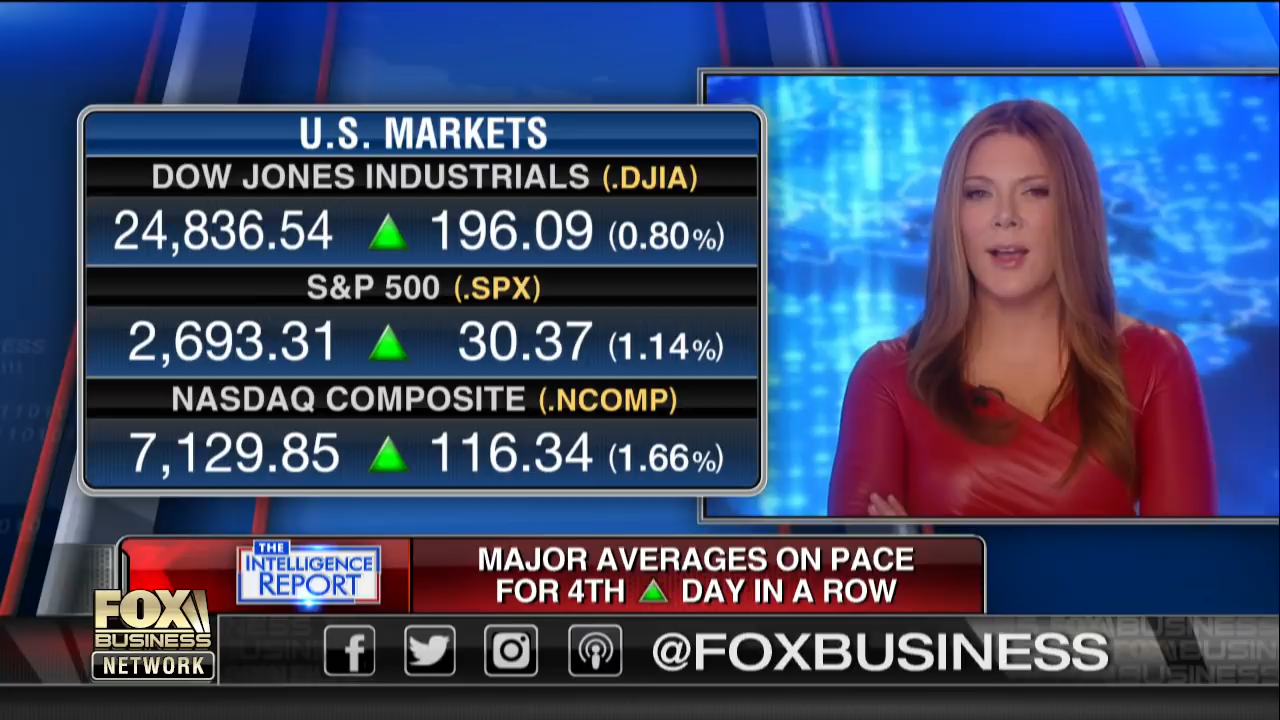 U.S. MARKETS
DOW JONES INDUSTRIALS (.DJIA)
24,836.54 ▲ 196.09 (0.80%)
S&P 500 (.SPX)
2,693.31 ▲ 30.37 (1.14%)
NASDAQ COMPOSITE (.NCOMP)
7,129.85 ▲ 116.34 (1.66%)
THE
INTELLIGENCE
REPORT
MAJOR AVERAGES ON PACE
FOR 4TH ▲ DAY IN A ROW
FOX
BUSINESS
NETWORK
@FOXBUSINESS